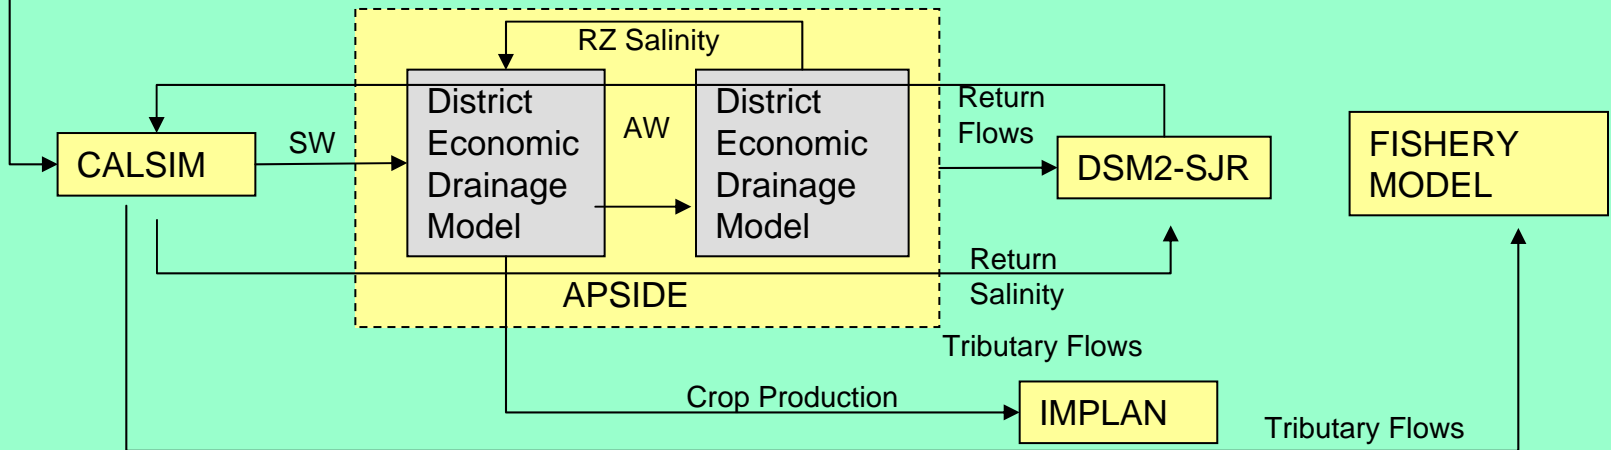 RZ Salinity
CALSIM
SW
District
Economic
Drainage
Model
AW
District
Economic
Drainage
Model
Return
Flows
DSM2-SJR
FISHERY
MODEL
Return
Salinity
APSIDE
Tributary Flows
Crop Production
IMPLAN
Tributary Flows